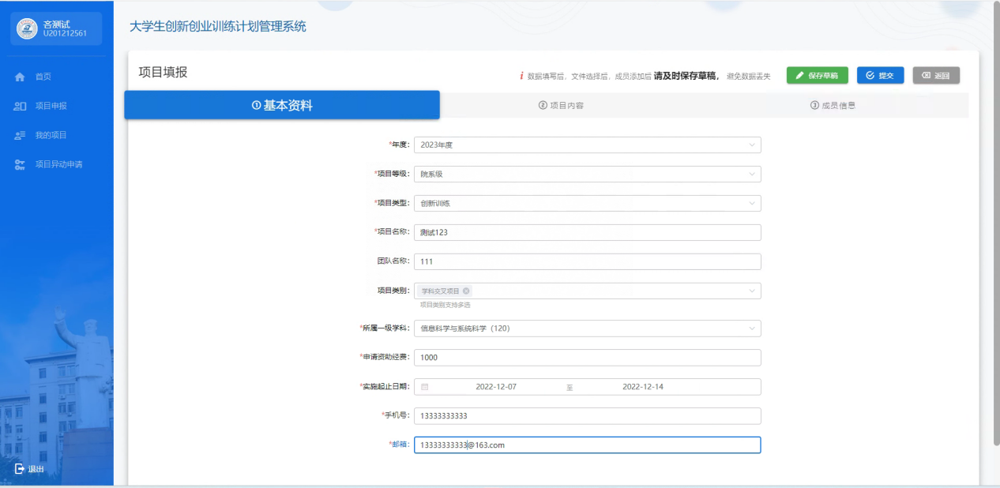 吝测试
U201212561
大学生创新创业训练计划管理系统
首页
项目申报
我的项目
项目异动申请
退出
项目填报
i 数据填写后，文件选择后，成员添加后 请及时保存草稿， 避免数据丢失
保存草稿
提交
返回
①基本资料
②项目内容
③成员信息
*年度： 2023年度
*项目等级： 院系级
*项目类型： 创新训练
*项目名称： 测试123
团队名称： 111
项目类别： 学科交叉项目
项目类别支持多选
*所属一级学科： 信息科学与系统科学（120）
*申请资助经费： 1000
*实施起止日期： 2022-12-07 至 2022-12-14
*手机号： 13333333333
*邮箱： 13333333333@163.com